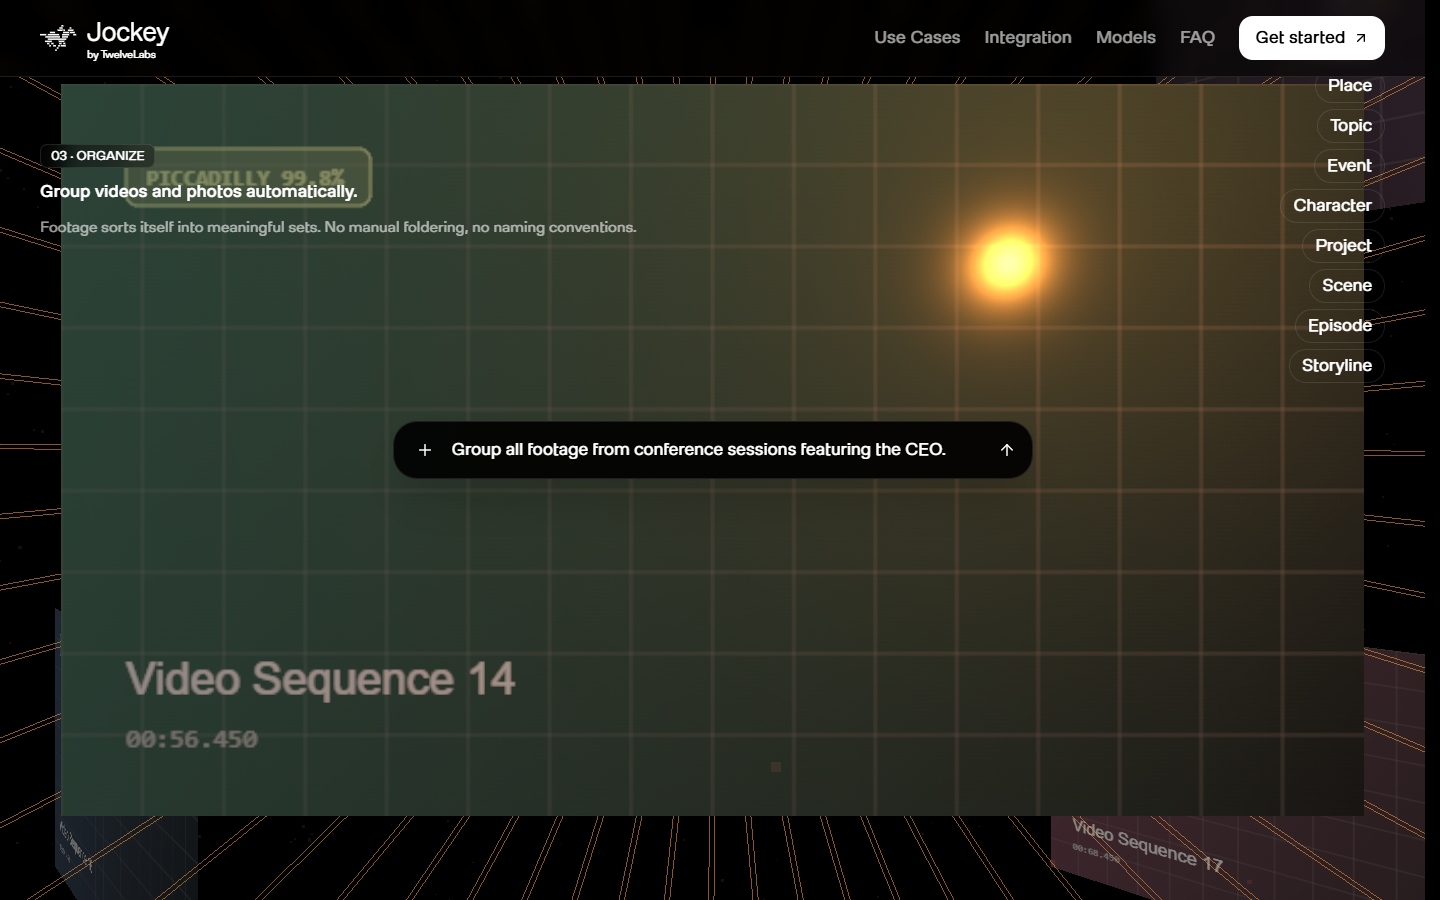 Jockey
by TwelveLabs
Use Cases
Integration
Models
FAQ
Get started
Place
Topic
Event
Character
Project
Scene
Episode
Storyline
03 - ORGANIZE
PICCADILLY 99.8%
Group videos and photos automatically.
Footage sorts itself into meaningful sets. No manual foldering, no naming conventions.
Group all footage from conference sessions featuring the CEO.
Video Sequence 14
00:56.450
Video Sequence 17
00:68.450